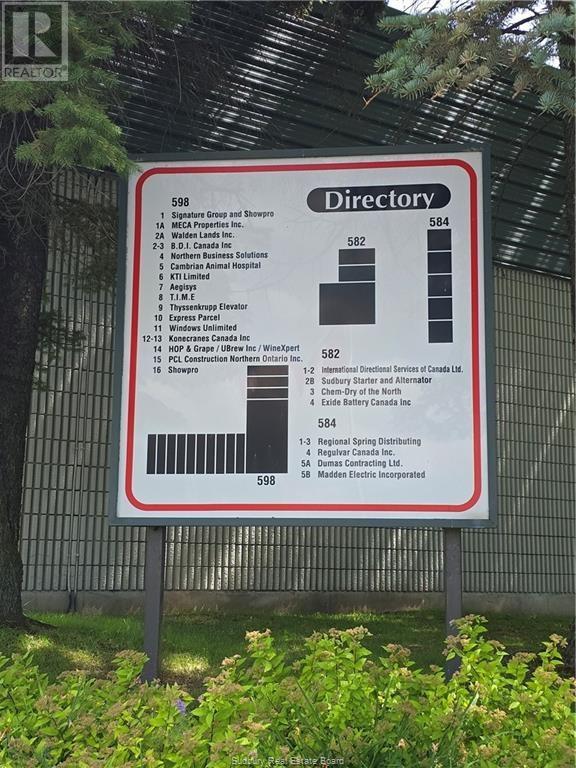 R
REALTOR
Directory
598
1 Signature Group and Showpro
1A MECA Properties Inc.
2A Walden Lands Inc.
2-3 B.D.I. Canada Inc
4 Northern Business Solutions
5 Cambrian Animal Hospital
6 KTI Limited
7 Aegisys
8 T.I.M.E
9 Thyssenkrupp Elevator
10 Express Parcel
11 Windows Unlimited
12-13 Konecranes Canada Inc
14 HOP & Grape / UBrew Inc / WineXpert
15 PCL Construction Northern Ontario Inc.
16 Showpro
598
582
584
582
1-2 International Directional Services of Canada Ltd.
2B Sudbury Starter and Alternator
3 Chem-Dry of the North
4 Exide Battery Canada Inc
584
1-3 Regional Spring Distributing
4 Regulvar Canada Inc.
5A Dumas Contracting Ltd.
5B Madden Electric Incorporated
Sudbury Real Estate Board